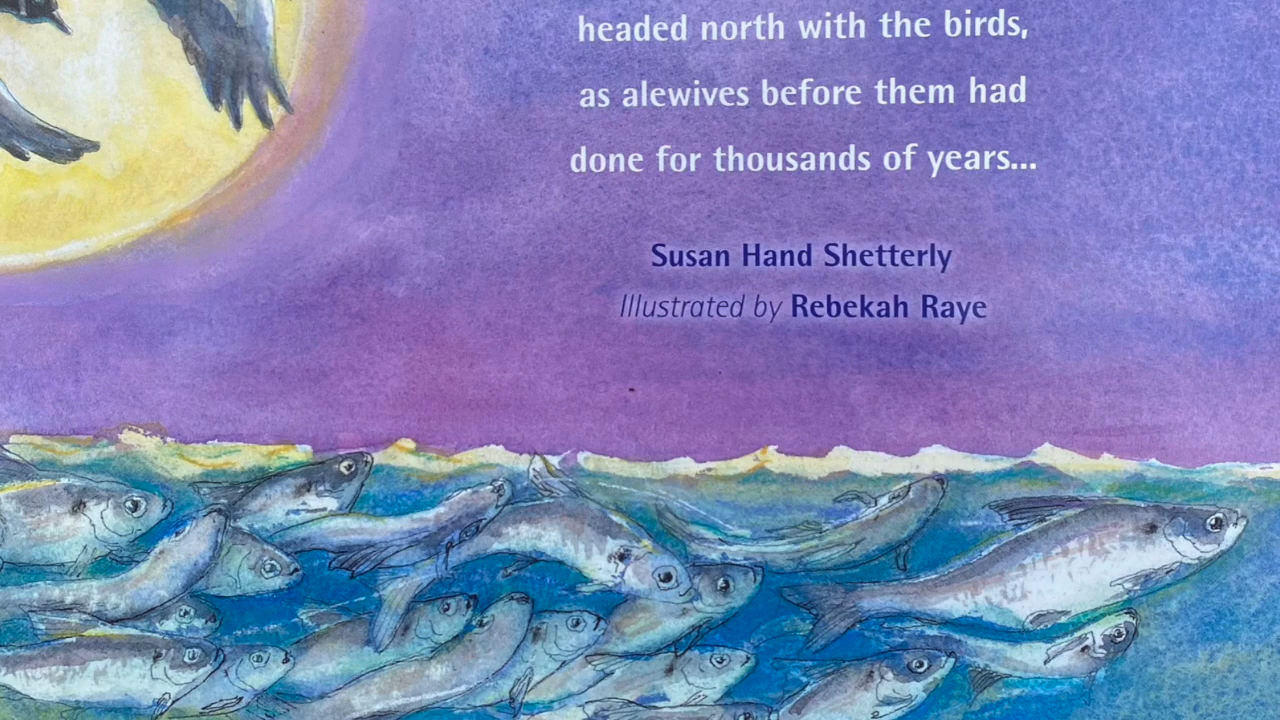 headed north with the birds,
as alewives before them had
done for thousands of years...
Susan Hand Shetterly
Illustrated by Rebekah Raye